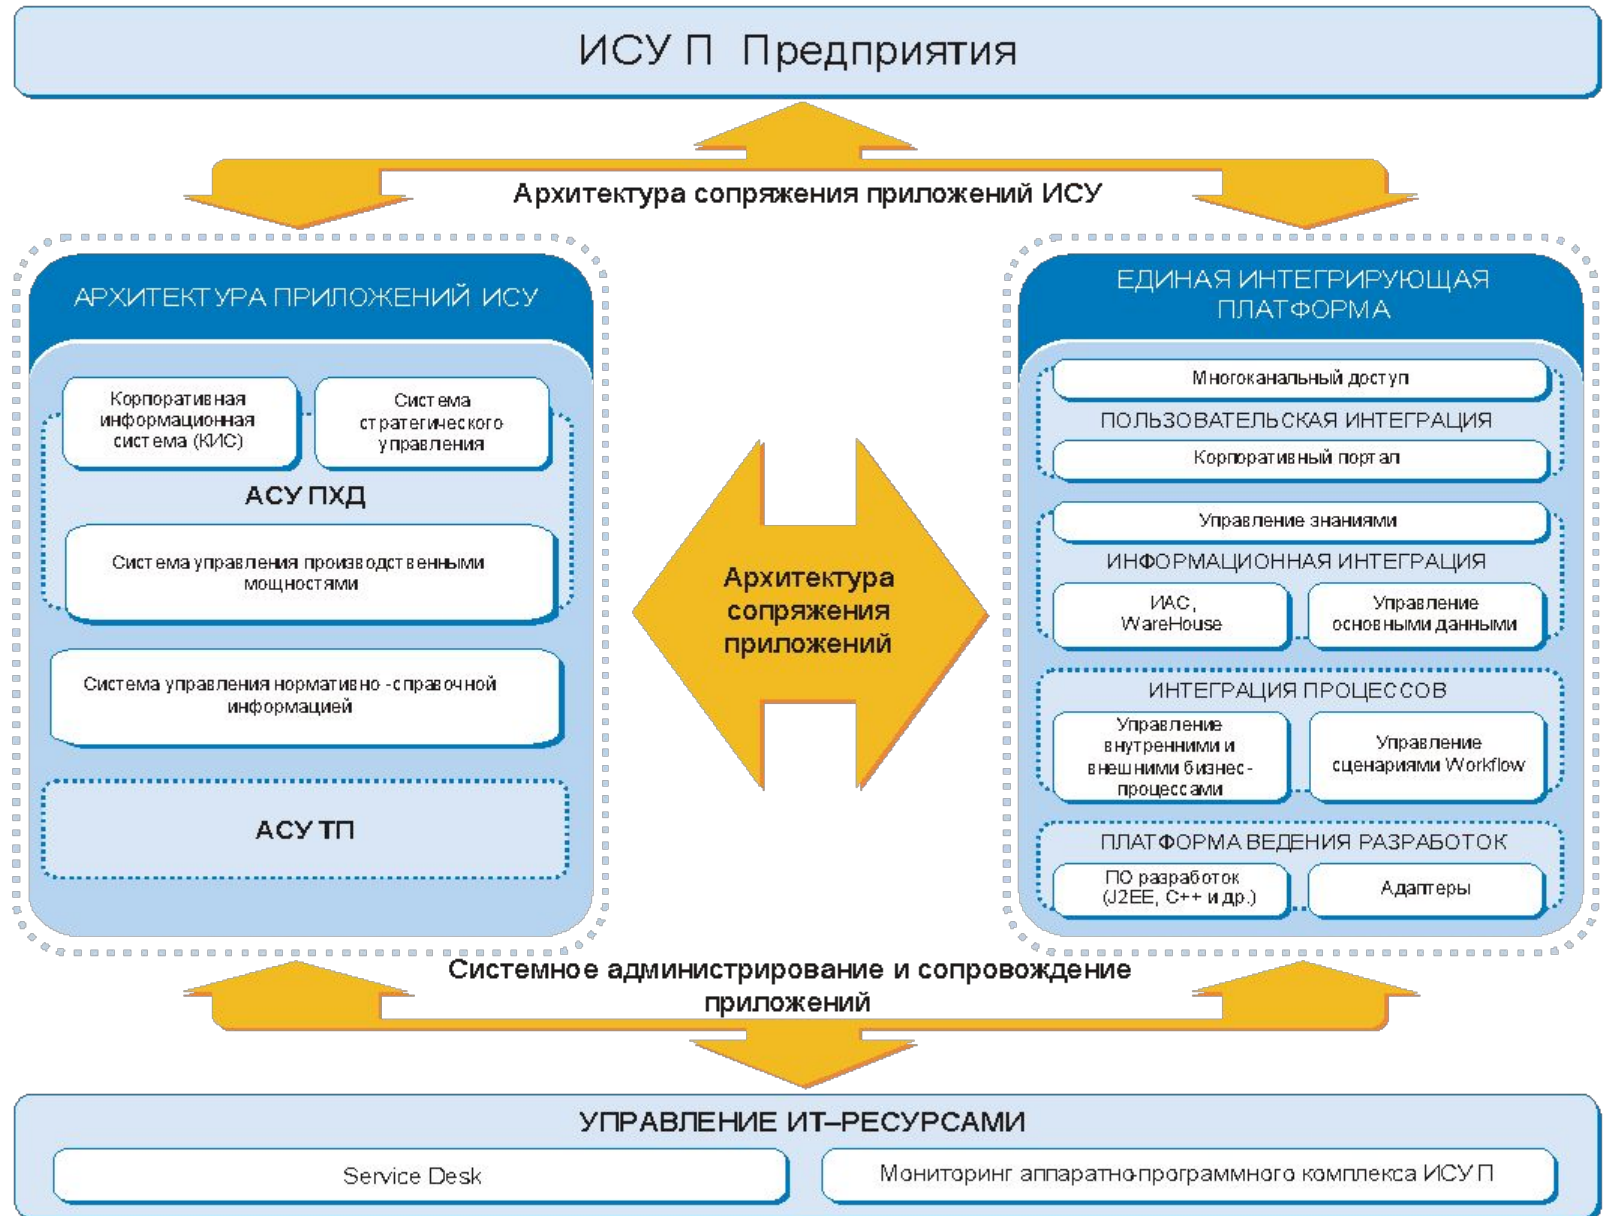 ИСУ П Предприятия
Архитектура сопряжения приложений ИСУ
АРХИТЕКТУРА ПРИЛОЖЕНИЙ ИСУ
Корпоративная
информационная
система (КИС)
Система
стратегического
управления
АСУ ПХД
Система управления производственными
мощностями
Система управления нормативно -справочной
информацией
АСУ ТП
Архитектура
сопряжения
приложений
ЕДИНАЯ ИНТЕГРИРУЮЩАЯ
ПЛАТФОРМА
Многоканальный доступ
ПОЛЬЗОВАТЕЛЬСКАЯ ИНТЕГРАЦИЯ
Корпоративный портал
Управление знаниями
ИНФОРМАЦИОННАЯ ИНТЕГРАЦИЯ
ИАС,
WareHouse
Управление
основными данными
ИНТЕГРАЦИЯ ПРОЦЕССОВ
Управление
внутренними и
внешними бизнес-
процессами
Управление
сценариями Workflow
ПЛАТФОРМА ВЕДЕНИЯ РАЗРАБОТОК
ПО разработок
(J2EE, C++ и др.)
Адаптеры
Системное администрирование и сопровождение
приложений
УПРАВЛЕНИЕ ИТ–РЕСУРСАМИ
Service Desk
Мониторинг аппаратно-программного комплекса ИСУ П